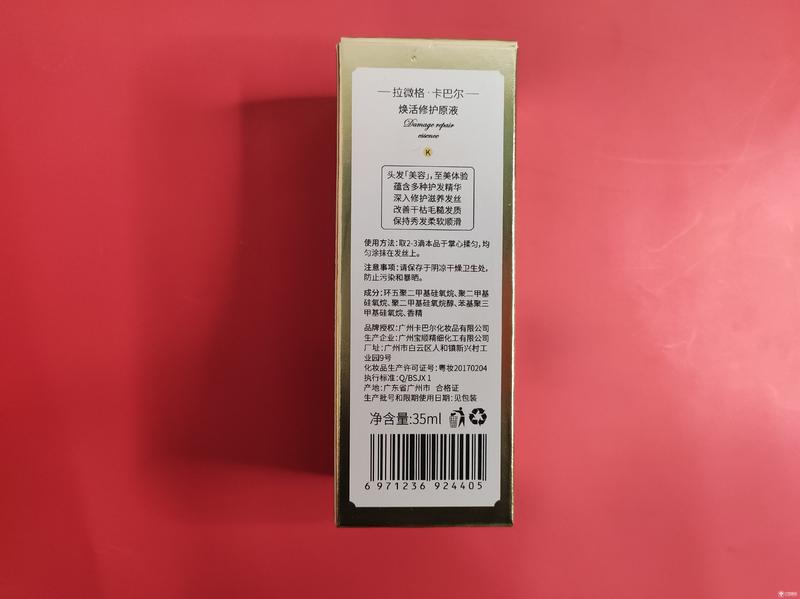 拉微格·卡巴尔
焕活修护原液
Damage repair
essence
K
头发「美容」,至美体验
蕴含多种护发精华
深入修护滋养发丝
改善干枯毛糙发质
保持秀发柔软顺滑
使用方法:取2-3滴本品于掌心揉匀,均
匀涂抹在发丝上。
注意事项:请保存于阴凉干燥卫生处,
防止污染和暴晒。
成分:环五聚二甲基硅氧烷、聚二甲基
硅氧烷、聚二甲基硅氧烷醇、苯基聚三
甲基硅氧烷、香精
品牌授权:广州卡巴尔化妆品有限公司
生产企业:广州宝顺精细化工有限公司
厂址:广州市白云区人和镇新兴村工
业园9号
化妆品生产许可证号:粤妆20170204
执行标准:Q/BSJX 1
产地:广东省广州市 合格证
生产批号和限期使用日期:见包装
净含量:35ml
6 971236 924405